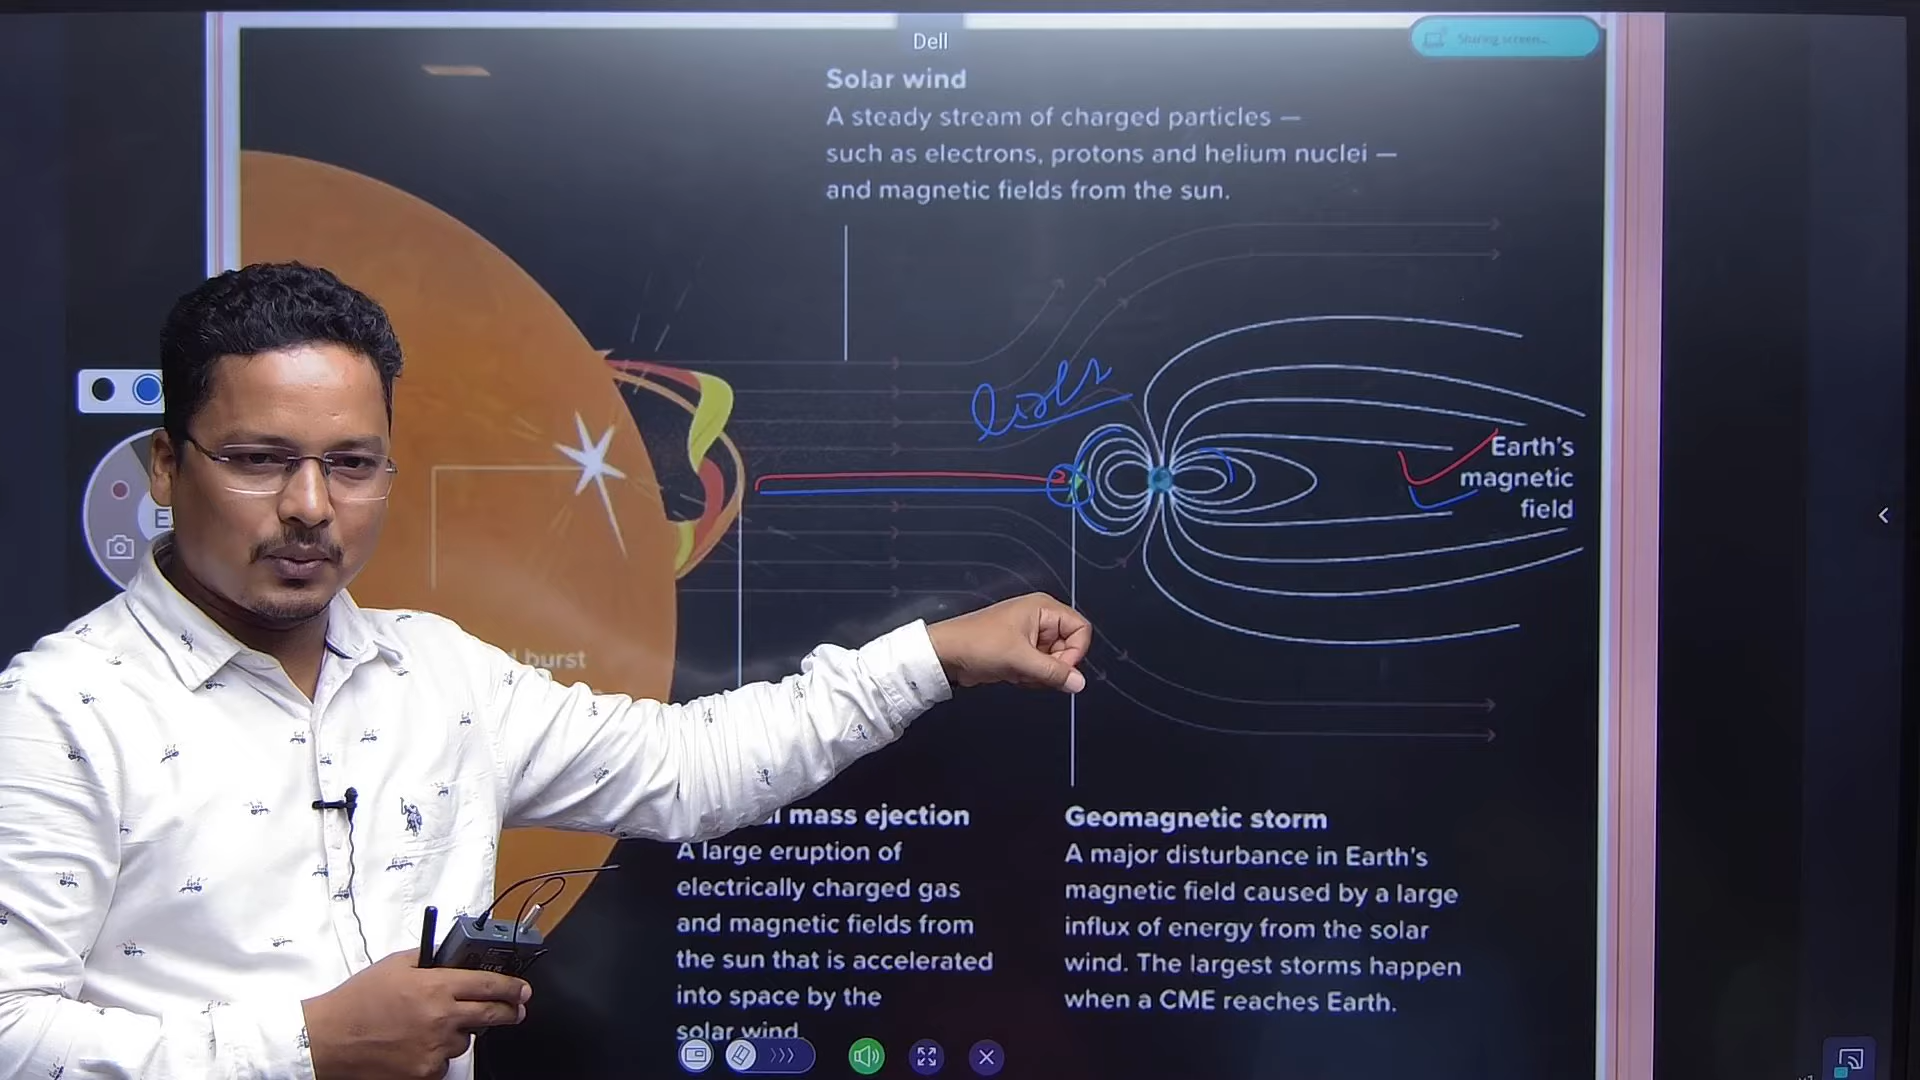 Dell
Sharing screen...
Solar wind
A steady stream of charged particles —
such as electrons, protons and helium nuclei —
and magnetic fields from the sun.
Earth's
magnetic
field
burst
mass ejection
A large eruption of
electrically charged gas
and magnetic fields from
the sun that is accelerated
into space by the
solar wind.
Geomagnetic storm
A major disturbance in Earth's
magnetic field caused by a large
influx of energy from the solar
wind. The largest storms happen
when a CME reaches Earth.